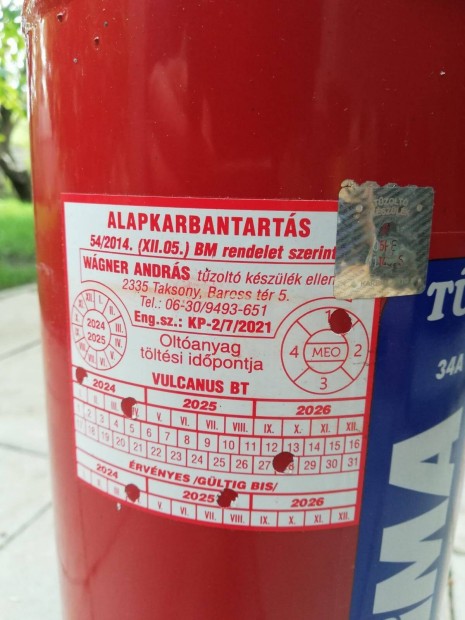 ALAPKARBANTARTÁS
54/2014. (XII.05.) BM rendelet szerint
WÁGNER ANDRÁS tűzoltó készülék ellen
2335 Taksony, Baross tér 5.
Tel.: 06-30/9493-651
Eng.sz.: KP-2/7/2021
2024
2025
Oltóanyag
töltési időpontja
4 MEO 2
3
VULCANUS BT
2024 2025 2026
V. VI. VII. VIII. IX. X. XI. XII.
1 2 3 4 5 6 7 8 9 10 11 12 13 14 15 16
17 18 19 20 21 22 23 24 25 26 27 29 30 31
ÉRVÉNYES /GÜLTIG BIS/
2024 2025 2026
V. VI. VII. VIII. IX. X. XI. XII.
TŰZOLTÓ
KÉSZÜLÉK
TŰ
34A
MA